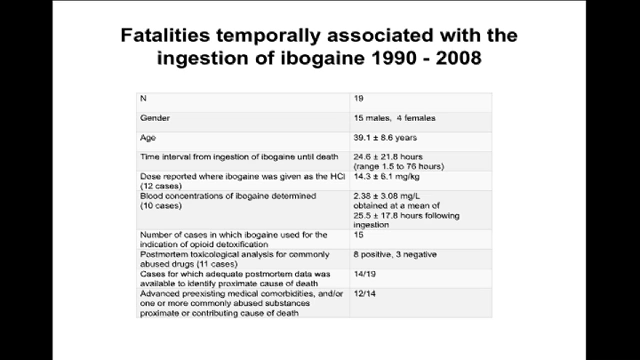 Fatalities temporally associated with the
ingestion of ibogaine 1990 - 2008
N 19
Gender 15 males, 4 females
Age 39.1 ± 8.6 years
Time interval from ingestion of ibogaine until death 24.6 ± 21.8 hours
(range 1.5 to 76 hours)
Dose reported where ibogaine was given as the HCl 14.3 ± 6.1 mg/kg
(12 cases)
Blood concentrations of ibogaine determined 2.38 ± 3.08 mg/L
(10 cases) obtained at a mean of
25.5 ± 17.8 hours following
ingestion
Number of cases in which ibogaine used for the 15
indication of opioid detoxification
Postmortem toxicological analysis for commonly 8 positive, 3 negative
abused drugs (11 cases)
Cases for which adequate postmortem data was 14/19
available to identify proximate cause of death
Advanced preexisting medical comorbidities, and/or 12/14
one or more commonly abused substances
proximate or contributing cause of death